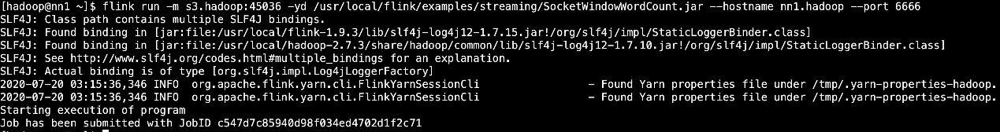 [hadoop@nn1 ~]$ flink run -m s3.hadoop:45036 -yd /usr/local/flink/examples/streaming/SocketWindowWordCount.jar --hostname nn1.hadoop --port 6666
SLF4J: Class path contains multiple SLF4J bindings.
SLF4J: Found binding in [jar:file:/usr/local/flink-1.9.3/lib/slf4j-log4j12-1.7.15.jar!/org/slf4j/impl/StaticLoggerBinder.class]
SLF4J: Found binding in [jar:file:/usr/local/hadoop-2.7.3/share/hadoop/common/lib/slf4j-log4j12-1.7.10.jar!/org/slf4j/impl/StaticLoggerBinder.class]
SLF4J: See http://www.slf4j.org/codes.html#multiple_bindings for an explanation.
SLF4J: Actual binding is of type [org.slf4j.impl.Log4jLoggerFactory]
2020-07-20 03:15:36,346 INFO  org.apache.flink.yarn.cli.FlinkYarnSessionCli                 - Found Yarn properties file under /tmp/.yarn-properties-hadoop.
2020-07-20 03:15:36,346 INFO  org.apache.flink.yarn.cli.FlinkYarnSessionCli                 - Found Yarn properties file under /tmp/.yarn-properties-hadoop.
Starting execution of program
Job has been submitted with JobID c547d7c85940d98f034ed4702d1f2c71